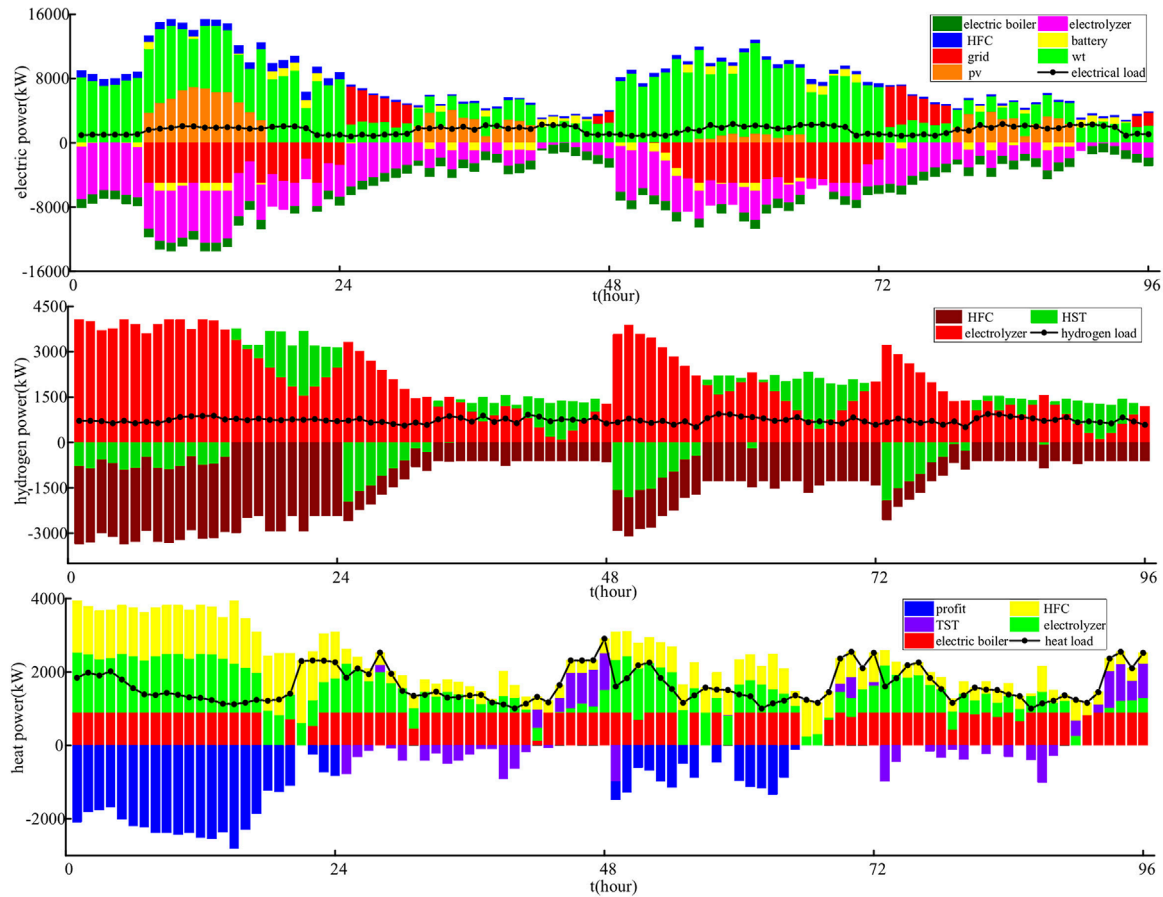 16000
8000
0
-8000
-16000
electric power(kW)
electric boiler electrolyzer
HFC battery
grid wt
pv electrical load
0 24 48 72 96
t(hour)
4500
3000
1500
0
-1500
-3000
hydrogen power(kW)
HFC HST
electrolyzer hydrogen load
0 24 48 72 96
t(hour)
4000
2000
0
-2000
heat power(kW)
profit HFC
TST electrolyzer
electric boiler heat load
0 24 48 72 96
t(hour)